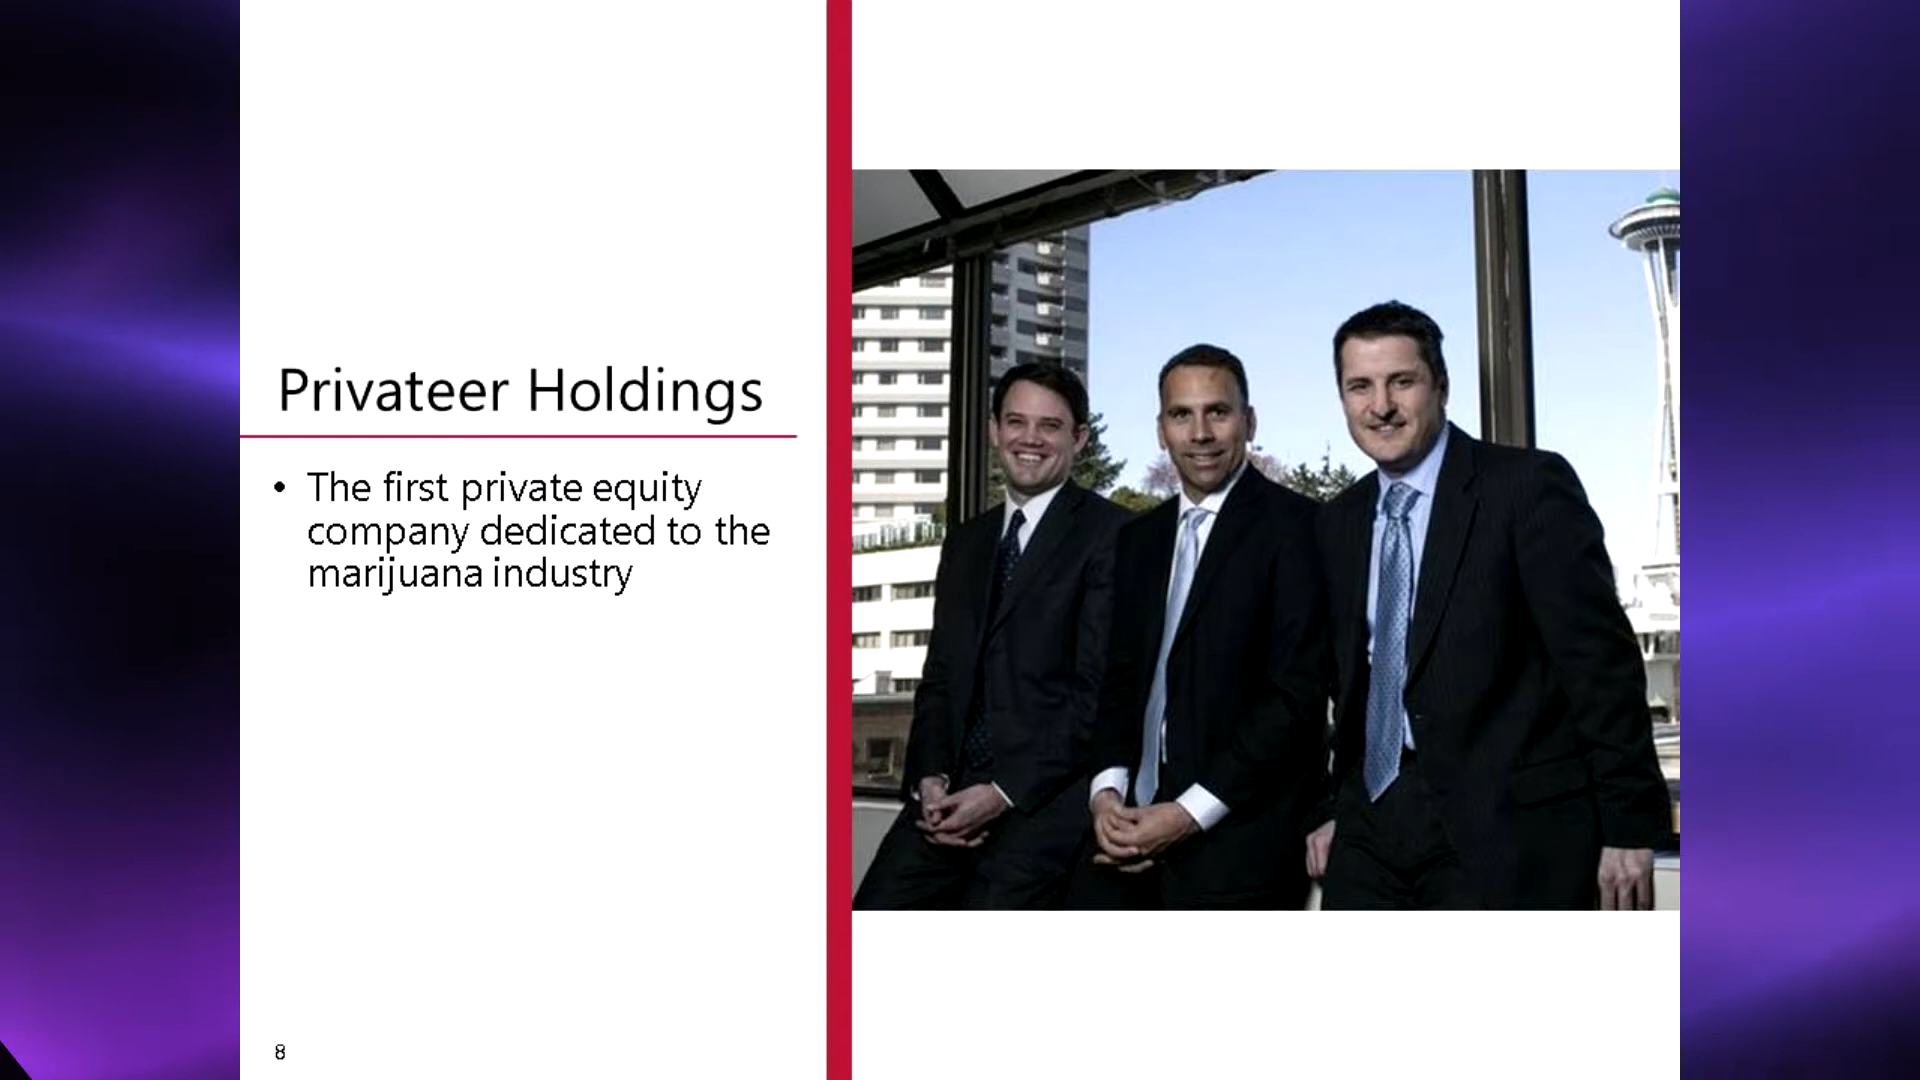 Privateer Holdings
• The first private equity
company dedicated to the
marijuana industry
8